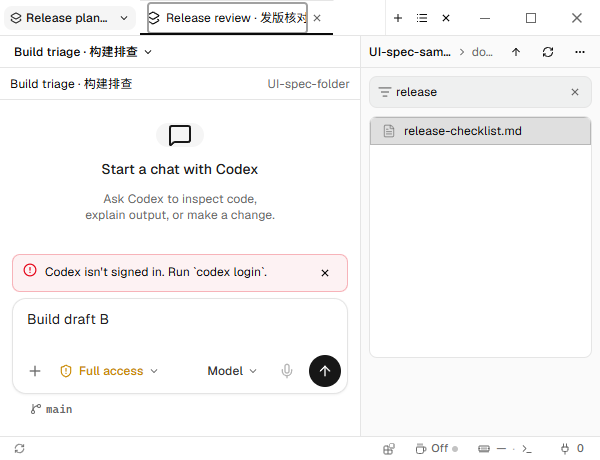 Release plan...
Release review · 发版核对
Build triage · 构建排查
UI-spec-sam... > do...
Build triage · 构建排查
UI-spec-folder
release
release-checklist.md
Start a chat with Codex
Ask Codex to inspect code,
explain output, or make a change.
Codex isn't signed in. Run `codex login`.
Build draft B
Full access
Model
main
Off
— ·
0